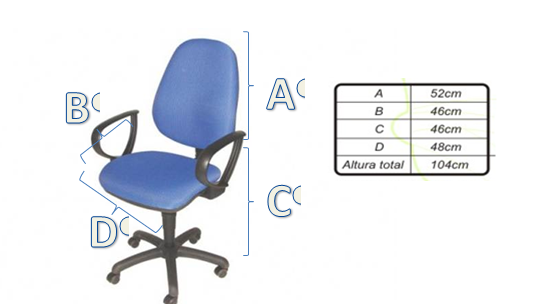 A
B
C
D
A 52cm
B 46cm
C 46cm
D 48cm
Altura total 104cm